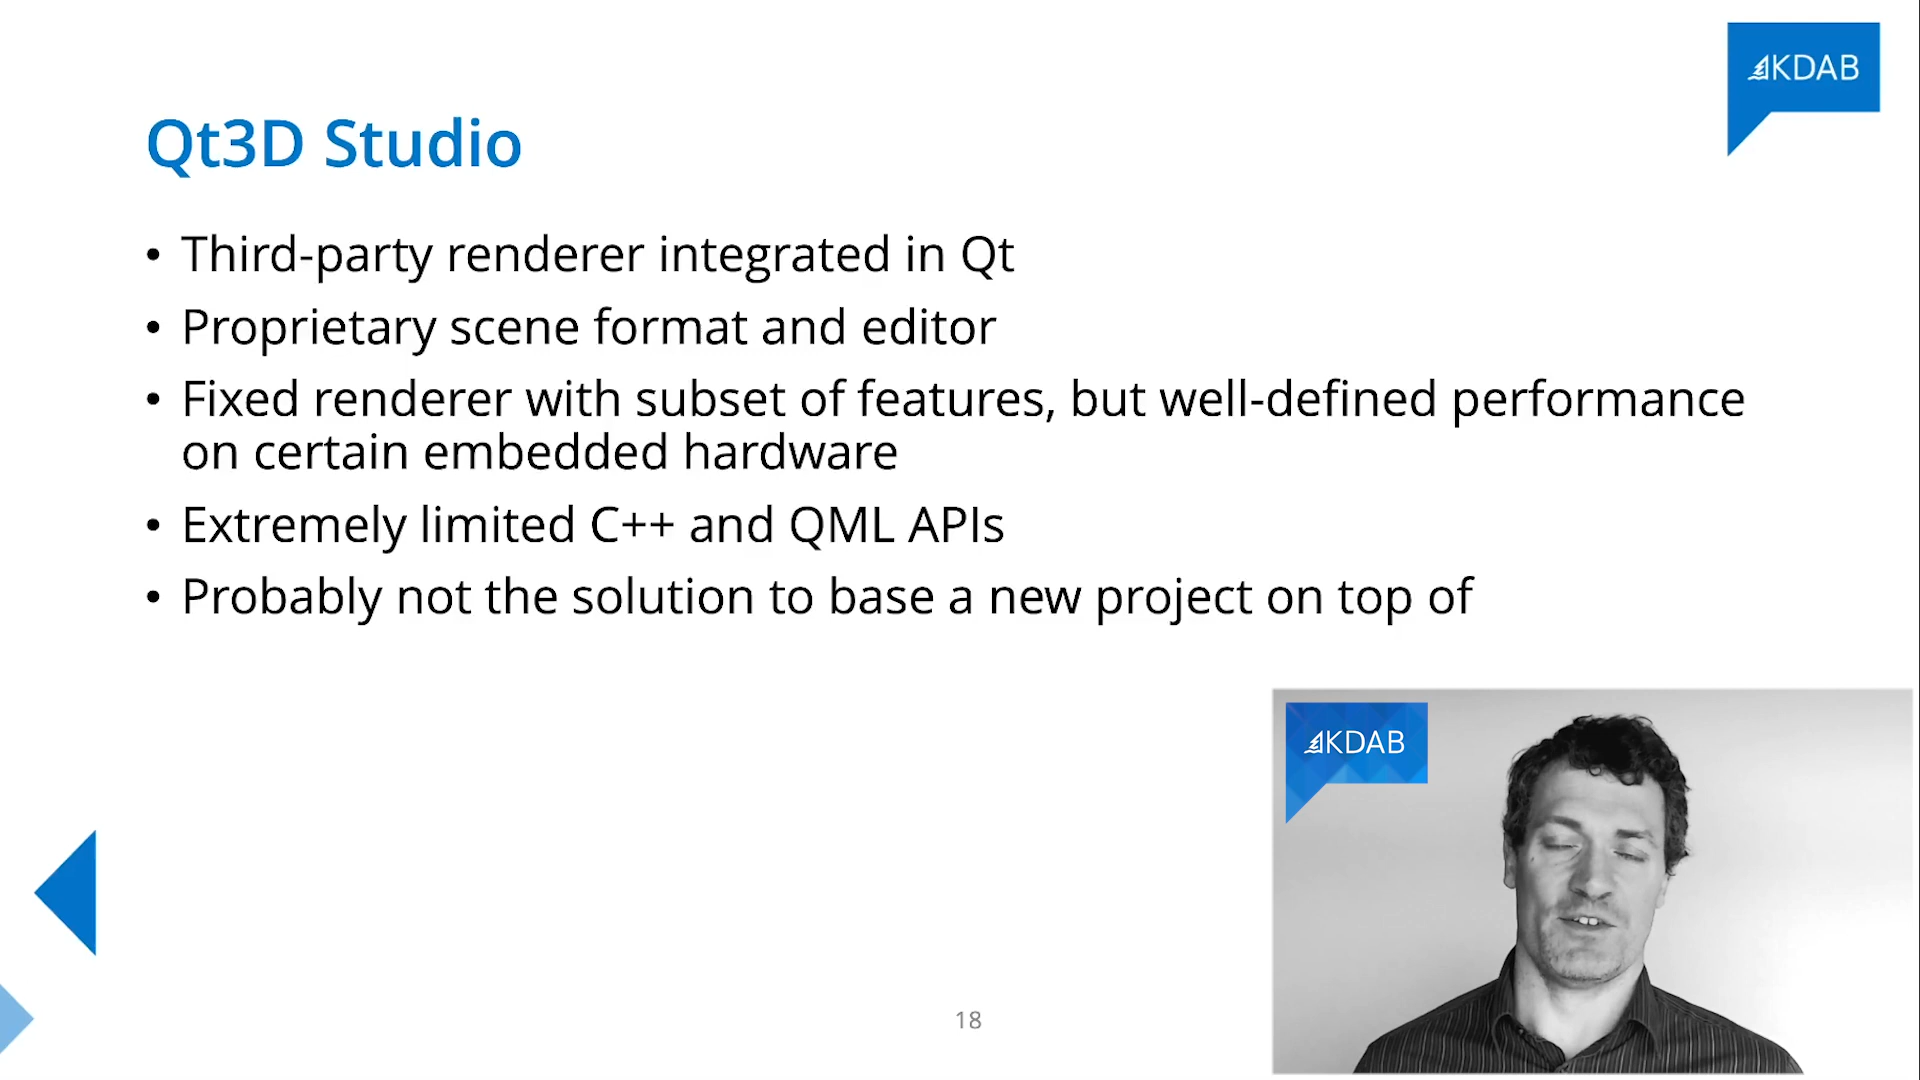 KDAB
Qt3D Studio
• Third-party renderer integrated in Qt
• Proprietary scene format and editor
• Fixed renderer with subset of features, but well-defined performance
on certain embedded hardware
• Extremely limited C++ and QML APIs
• Probably not the solution to base a new project on top of
KDAB
18